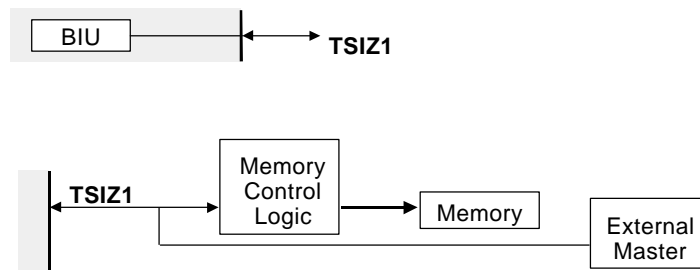 BIU
TSIZ1
TSIZ1
Memory
Control
Logic
Memory
External
Master